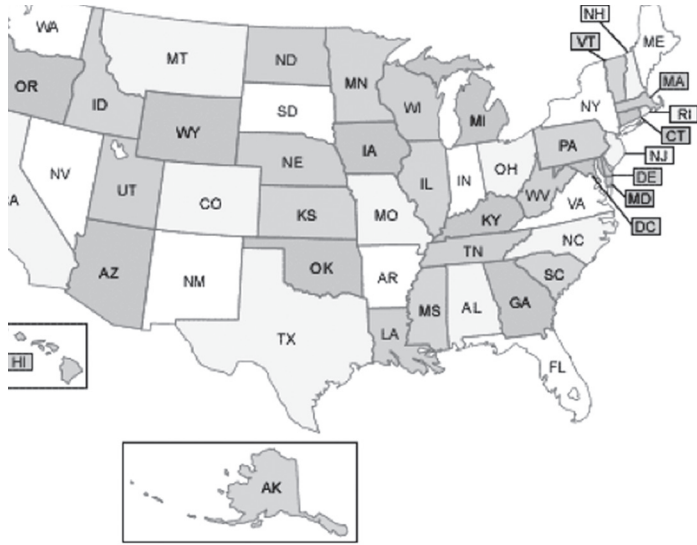 NH
WA
ME
VT
MT
ND
MN
OR
MA
ID
WI
SD
NY
RI
WY
MI
CT
IA
PA
NJ
NE
OH
NV
IL
IN
DE
UT
WV
MD
CO
A
VA
KS
MO
KY
DC
NC
TN
OK
AZ
SC
NM
AR
GA
MS
AL
LA
TX
HI
FL
AK